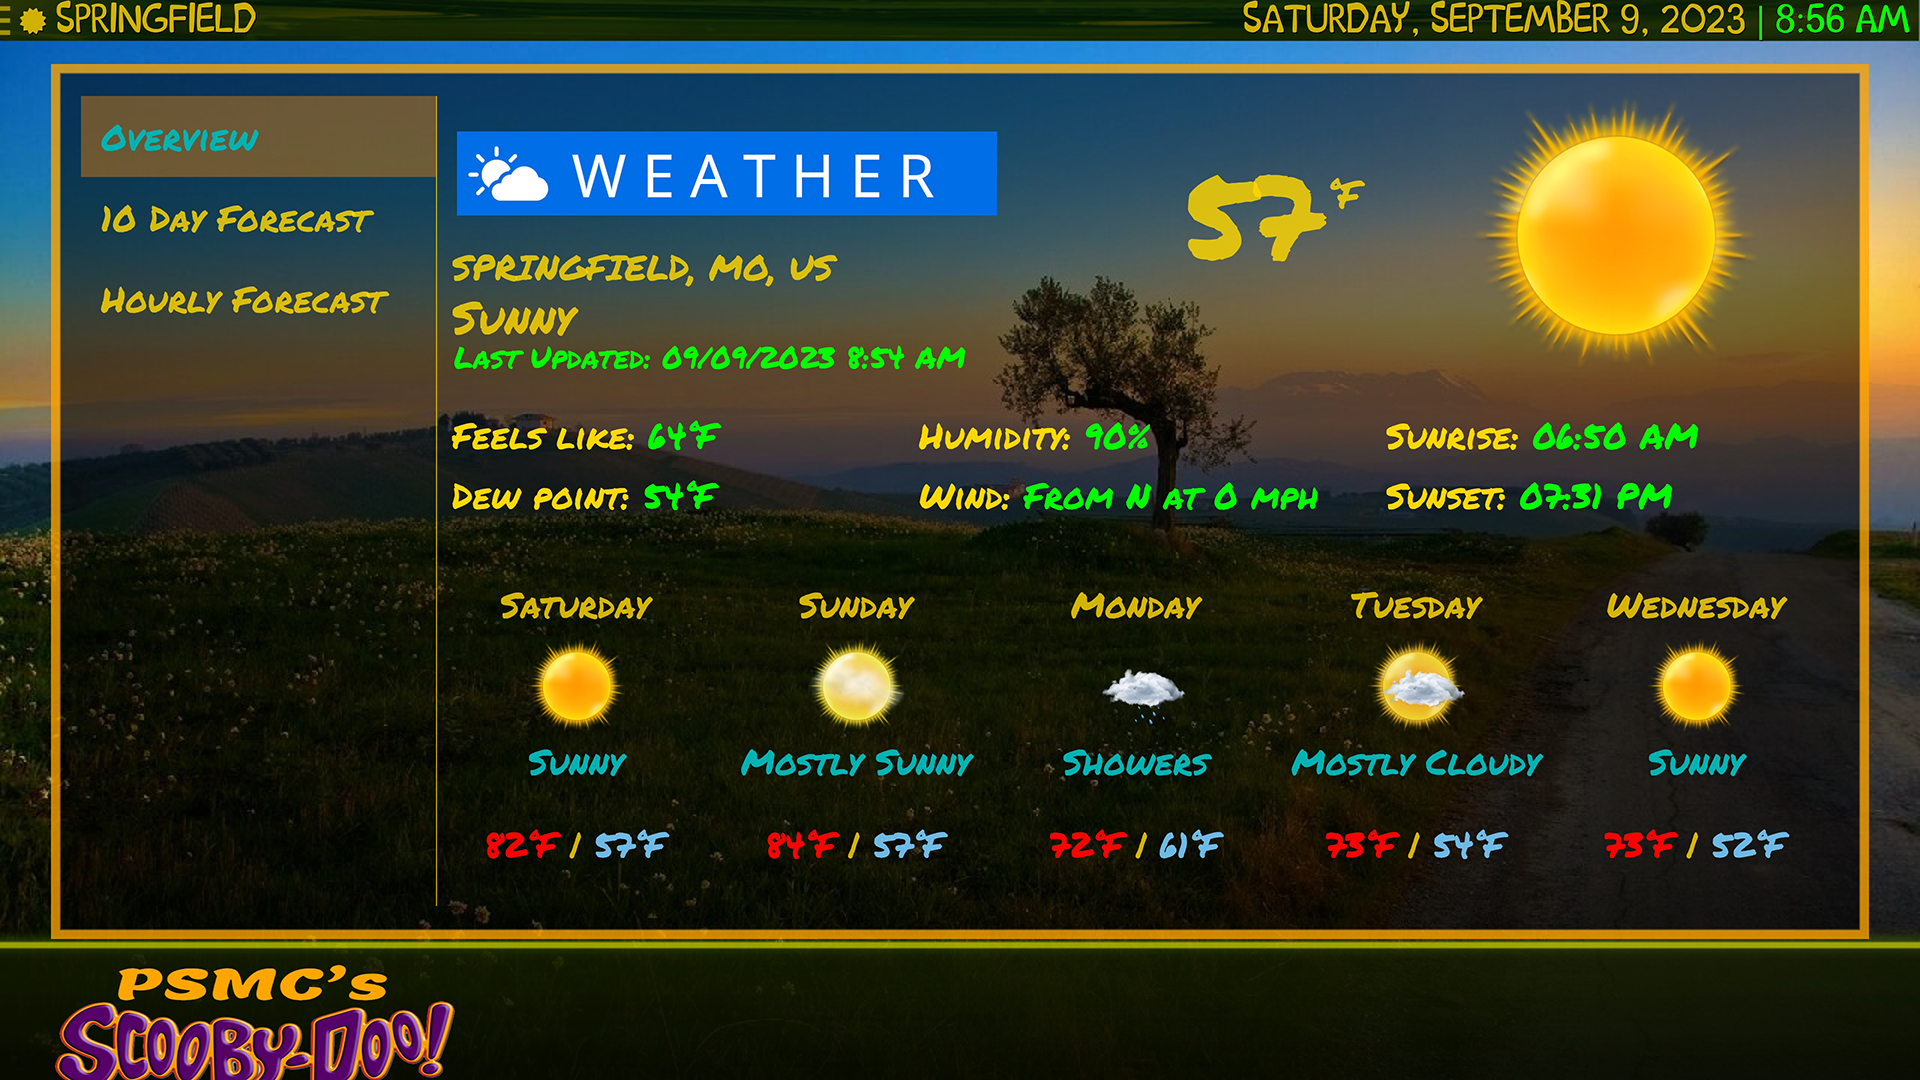 SPRINGFIELD
SATURDAY, SEPTEMBER 9, 2023 | 8:56 AM
OVERVIEW
10 DAY FORECAST
HOURLY FORECAST
WEATHER
57°F
SPRINGFIELD, MO, US
SUNNY
LAST UPDATED: 09/09/2023 8:54 AM
FEELS LIKE: 64°F
HUMIDITY: 90%
SUNRISE: 06:50 AM
DEW POINT: 54°F
WIND: FROM N AT 0 MPH
SUNSET: 07:31 PM
SATURDAY
SUNDAY
MONDAY
TUESDAY
WEDNESDAY
SUNNY
MOSTLY SUNNY
SHOWERS
MOSTLY CLOUDY
SUNNY
82°F / 57°F
84°F / 57°F
72°F / 61°F
73°F / 54°F
73°F / 52°F
PSMC'S
SCOOBY-DOO!